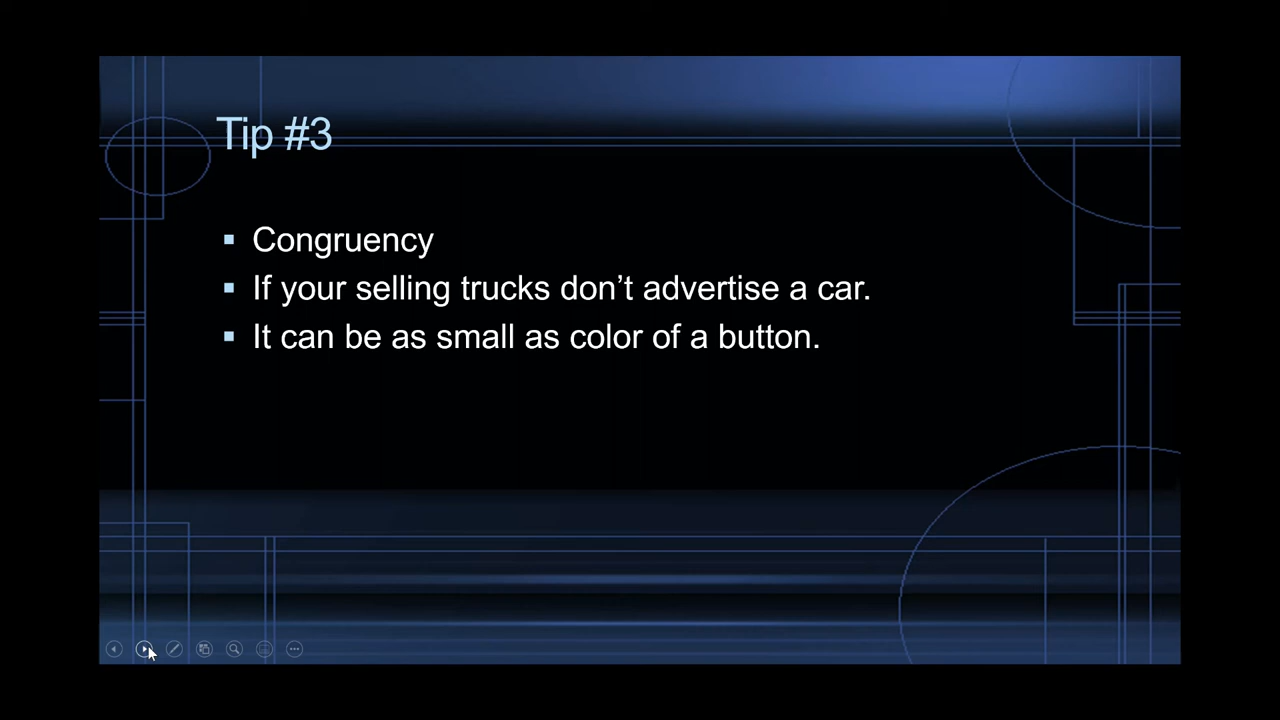 Tip #3
Congruency
If your selling trucks don’t advertise a car.
It can be as small as color of a button.